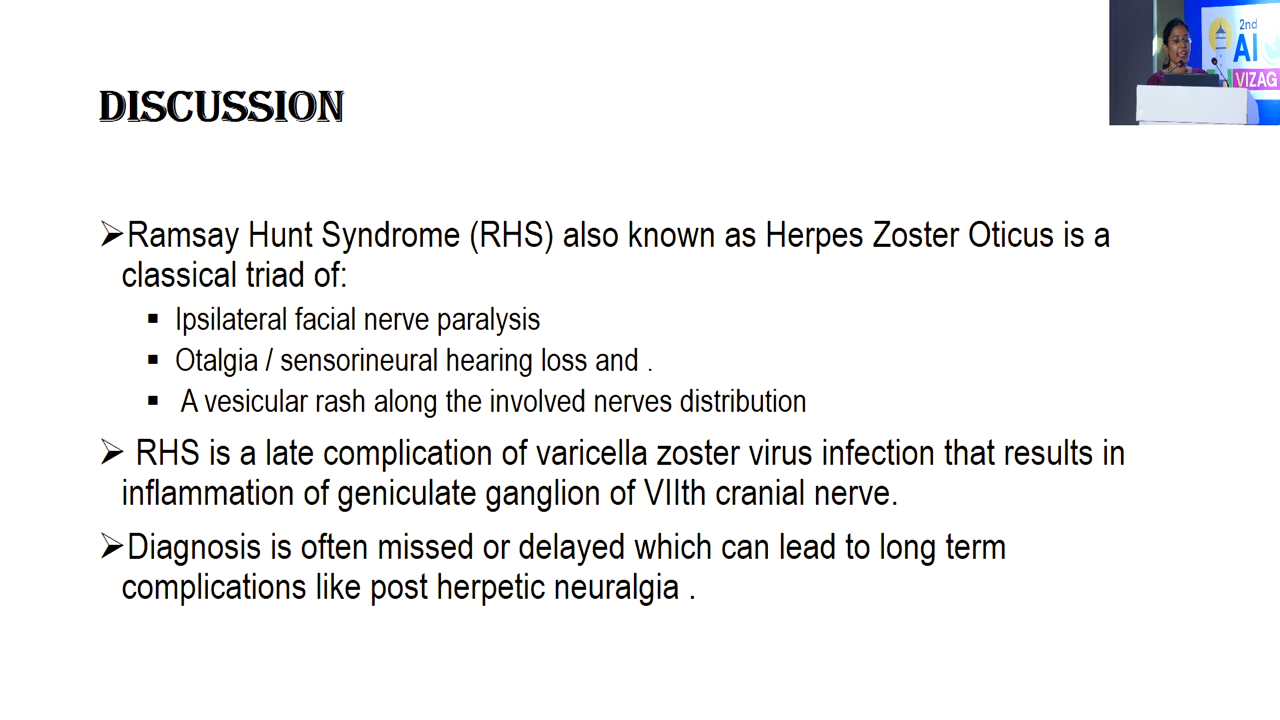 2nd
AI
VIZAG
DISCUSSION
➢Ramsay Hunt Syndrome (RHS) also known as Herpes Zoster Oticus is a
classical triad of:
▪ Ipsilateral facial nerve paralysis
▪ Otalgia / sensorineural hearing loss and .
▪ A vesicular rash along the involved nerves distribution
➢ RHS is a late complication of varicella zoster virus infection that results in
inflammation of geniculate ganglion of VIIth cranial nerve.
➢Diagnosis is often missed or delayed which can lead to long term
complications like post herpetic neuralgia .